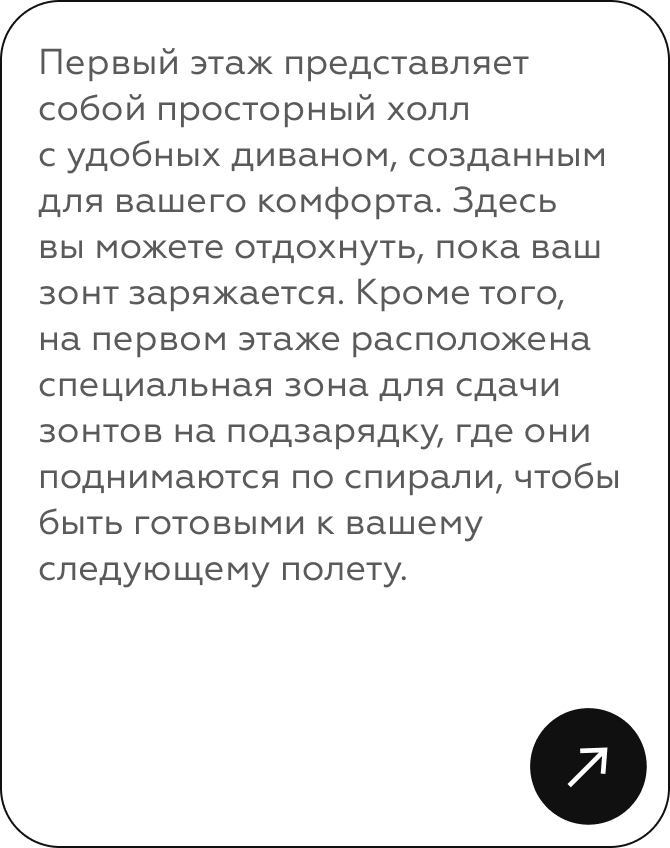 Первый этаж представляет
собой просторный холл
с удобных диваном, созданным
для вашего комфорта. Здесь
вы можете отдохнуть, пока ваш
зонт заряжается. Кроме того,
на первом этаже расположена
специальная зона для сдачи
зонтов на подзарядку, где они
поднимаются по спирали, чтобы
быть готовыми к вашему
следующему полету.